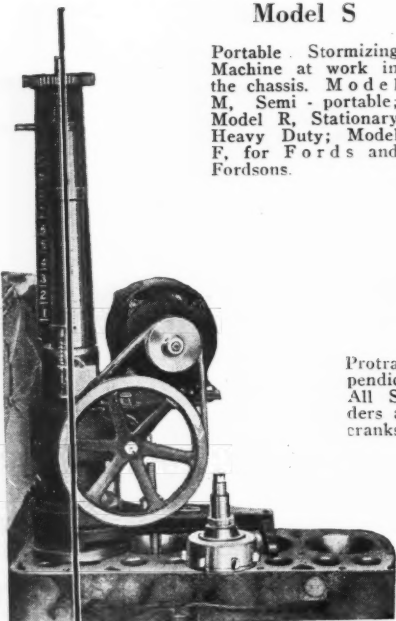 Model S
Portable Stormizing
Machine at work in
the chassis. Model
M, Semi - portable;
Model R, Stationary
Heavy Duty; Model
F, for Fords and
Fordsons.
Protra
pendic
All S
ders a
cranks